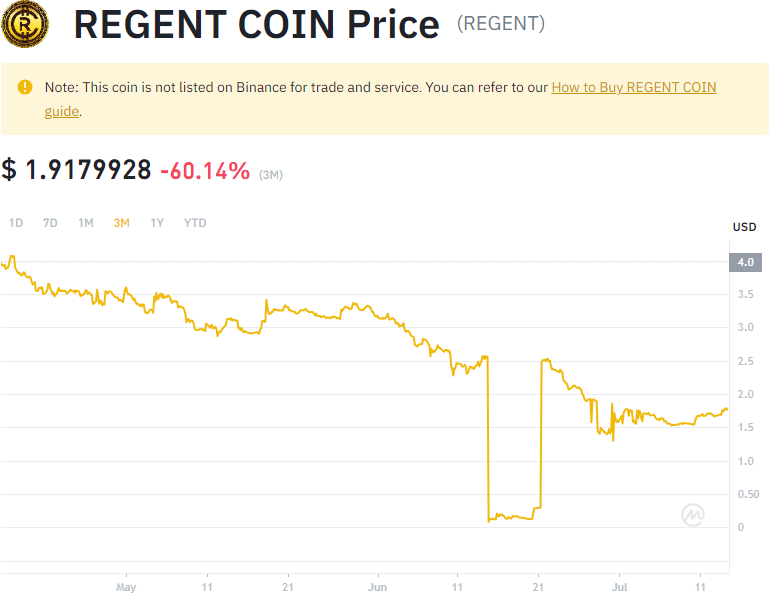 REGENT COIN Price (REGENT)
Note: This coin is not listed on Binance for trade and service. You can refer to our How to Buy REGENT COIN
guide.
$ 1.9179928 -60.14% (3M)
1D 7D 1M 3M 1Y YTD
USD
4.0
3.5
3.0
2.5
2.0
1.5
1.0
0.50
0
May 11 21 Jun 11 21 Jul 11